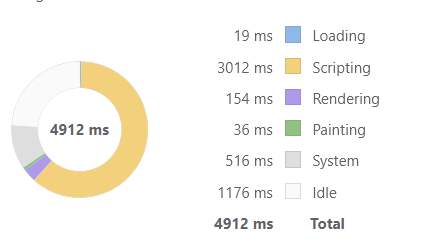 19 ms Loading
3012 ms Scripting
154 ms Rendering
4912 ms
36 ms Painting
516 ms System
1176 ms Idle
4912 ms Total